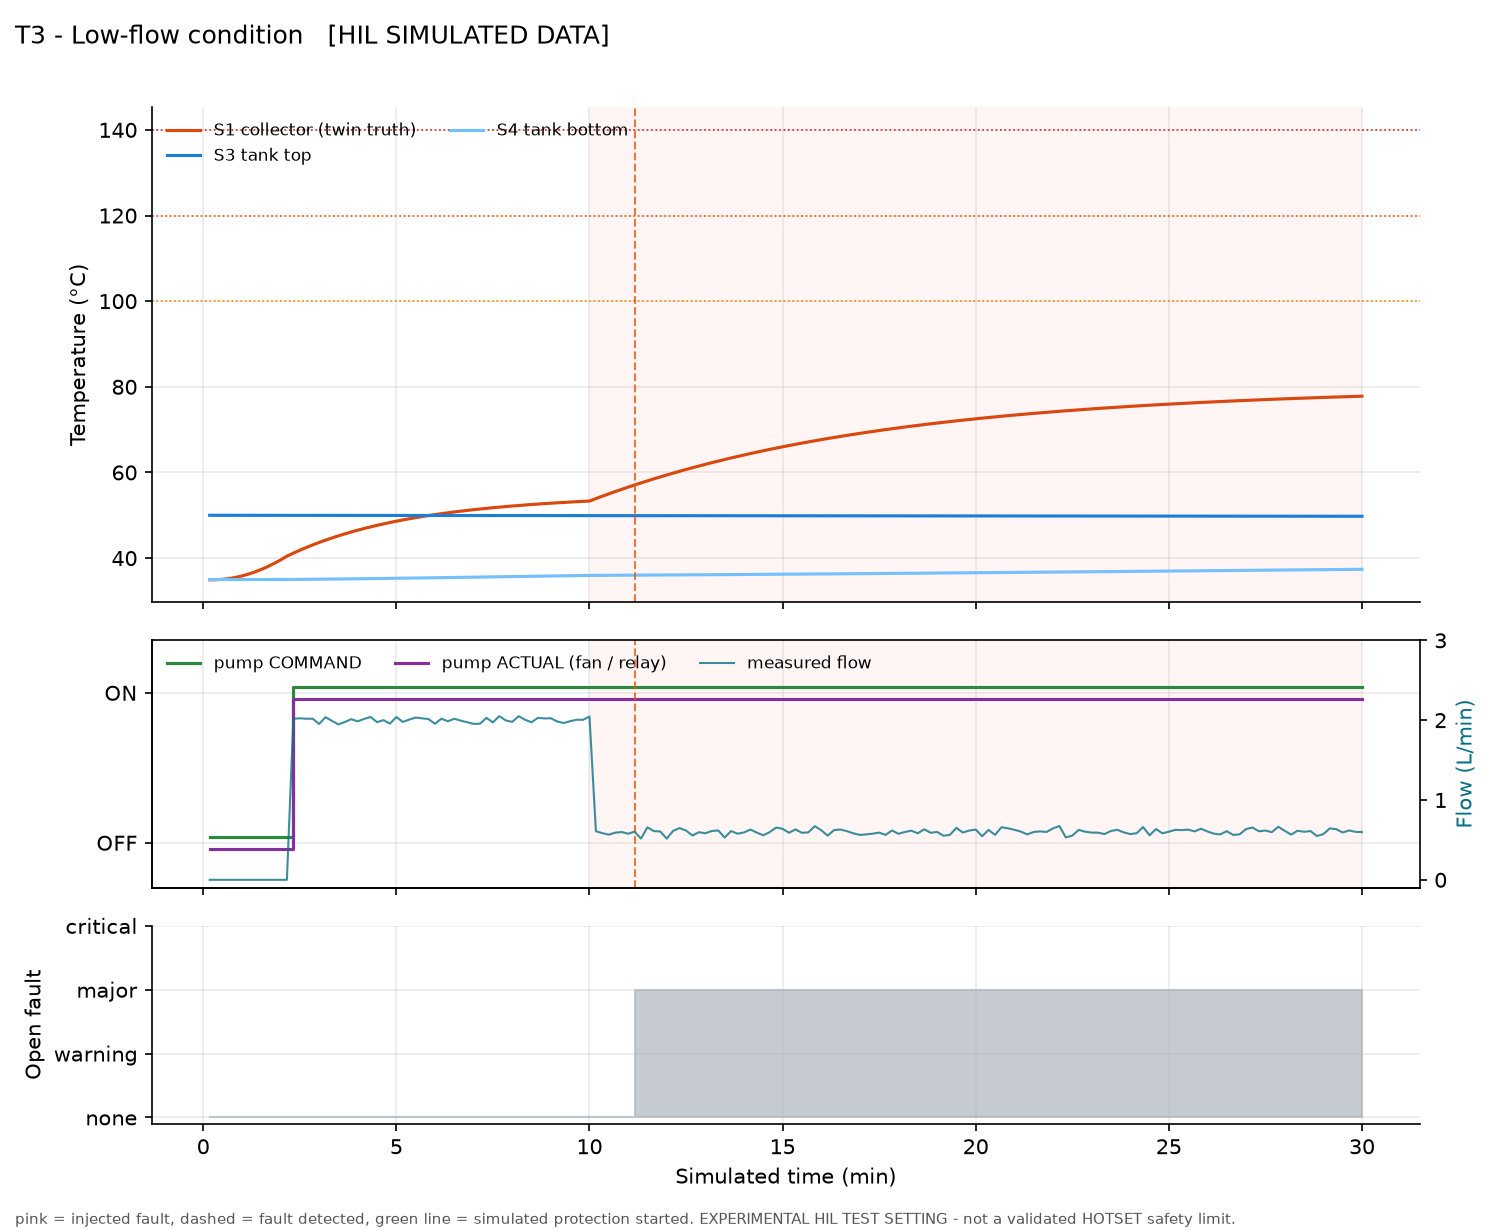 T3 - Low-flow condition   [HIL SIMULATED DATA]
S1 collector (twin truth)
S4 tank bottom
S3 tank top
Temperature (°C)
140
120
100
80
60
40
pump COMMAND
pump ACTUAL (fan / relay)
measured flow
ON
OFF
3
2
1
0
Flow (L/min)
Open fault
critical
major
warning
none
0
5
10
15
20
25
30
Simulated time (min)
pink = injected fault, dashed = fault detected, green line = simulated protection started. EXPERIMENTAL HIL TEST SETTING - not a validated HOTSET safety limit.